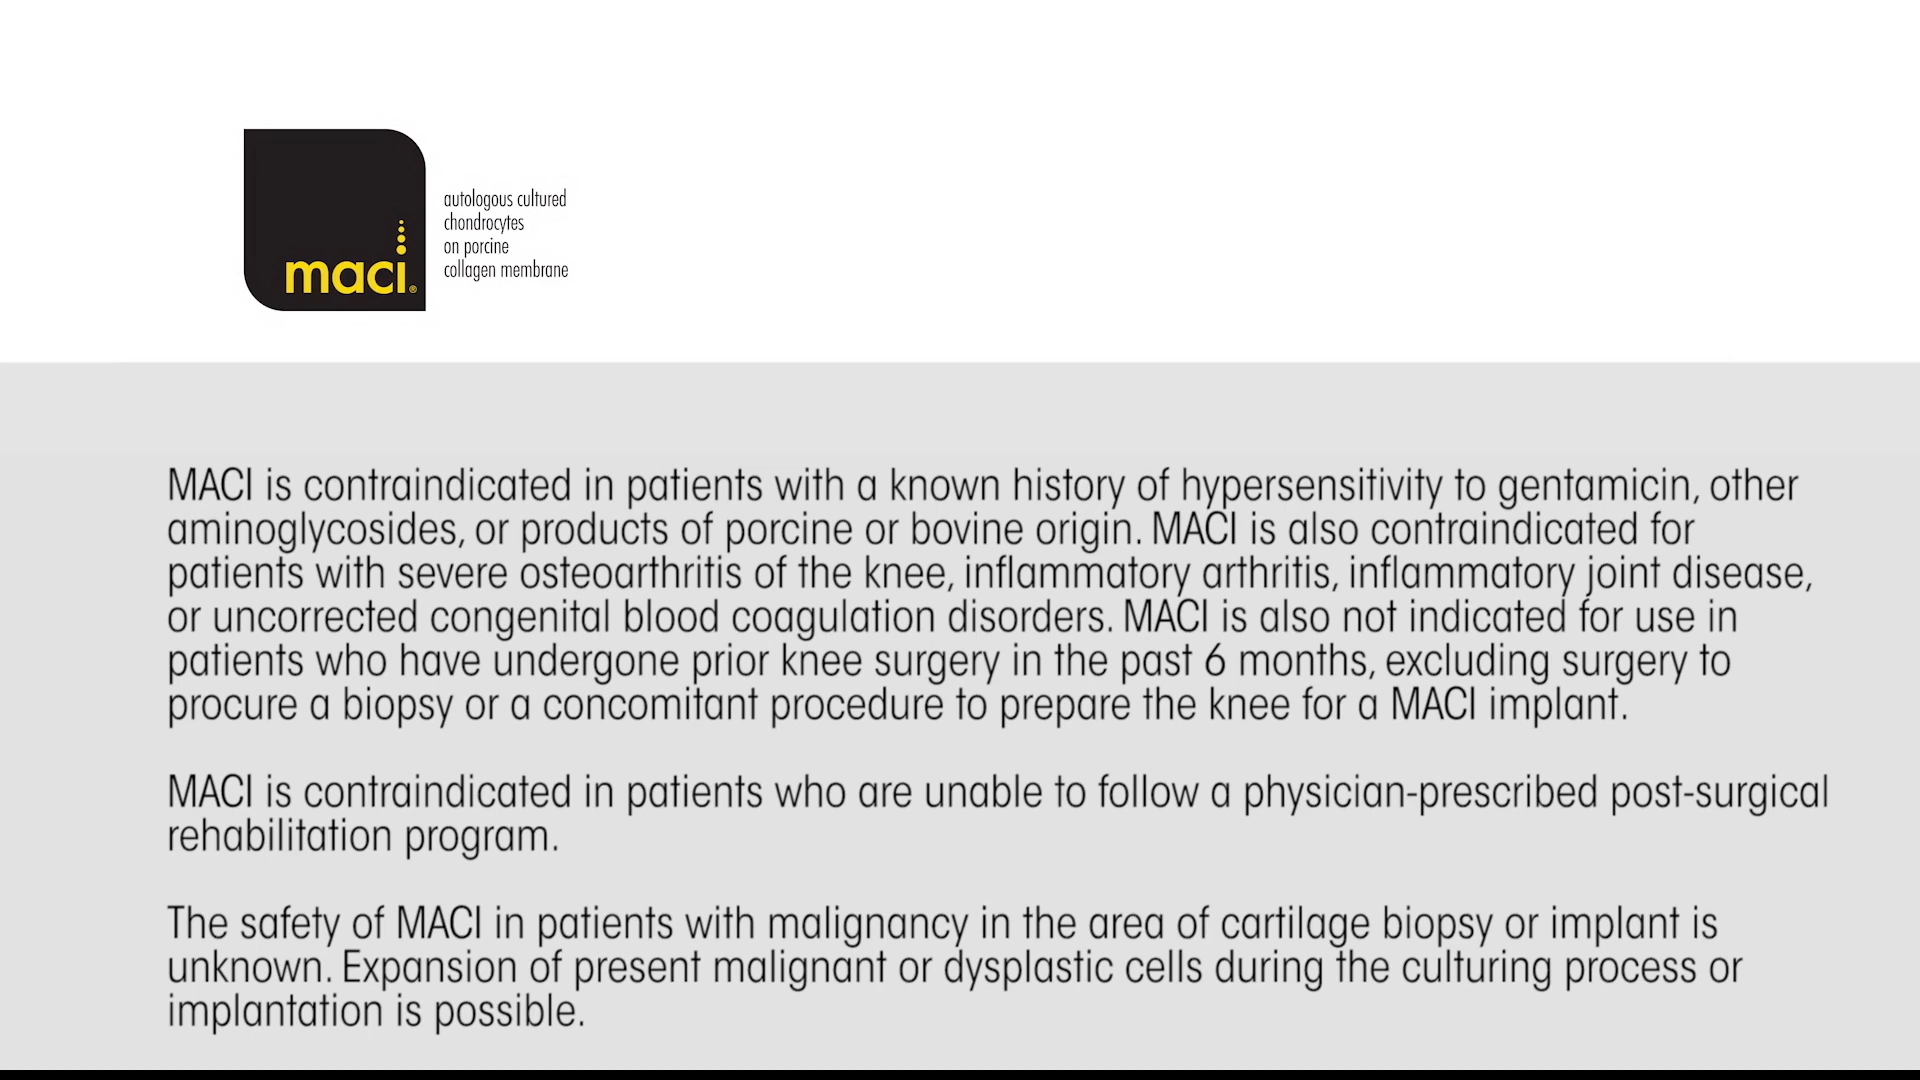 maci®
autologous cultured
chondrocytes
on porcine
collagen membrane
MACI is contraindicated in patients with a known history of hypersensitivity to gentamicin, other
aminoglycosides, or products of porcine or bovine origin. MACI is also contraindicated for
patients with severe osteoarthritis of the knee, inflammatory arthritis, inflammatory joint disease,
or uncorrected congenital blood coagulation disorders. MACI is also not indicated for use in
patients who have undergone prior knee surgery in the past 6 months, excluding surgery to
procure a biopsy or a concomitant procedure to prepare the knee for a MACI implant.
MACI is contraindicated in patients who are unable to follow a physician-prescribed post-surgical
rehabilitation program.
The safety of MACI in patients with malignancy in the area of cartilage biopsy or implant is
unknown. Expansion of present malignant or dysplastic cells during the culturing process or
implantation is possible.